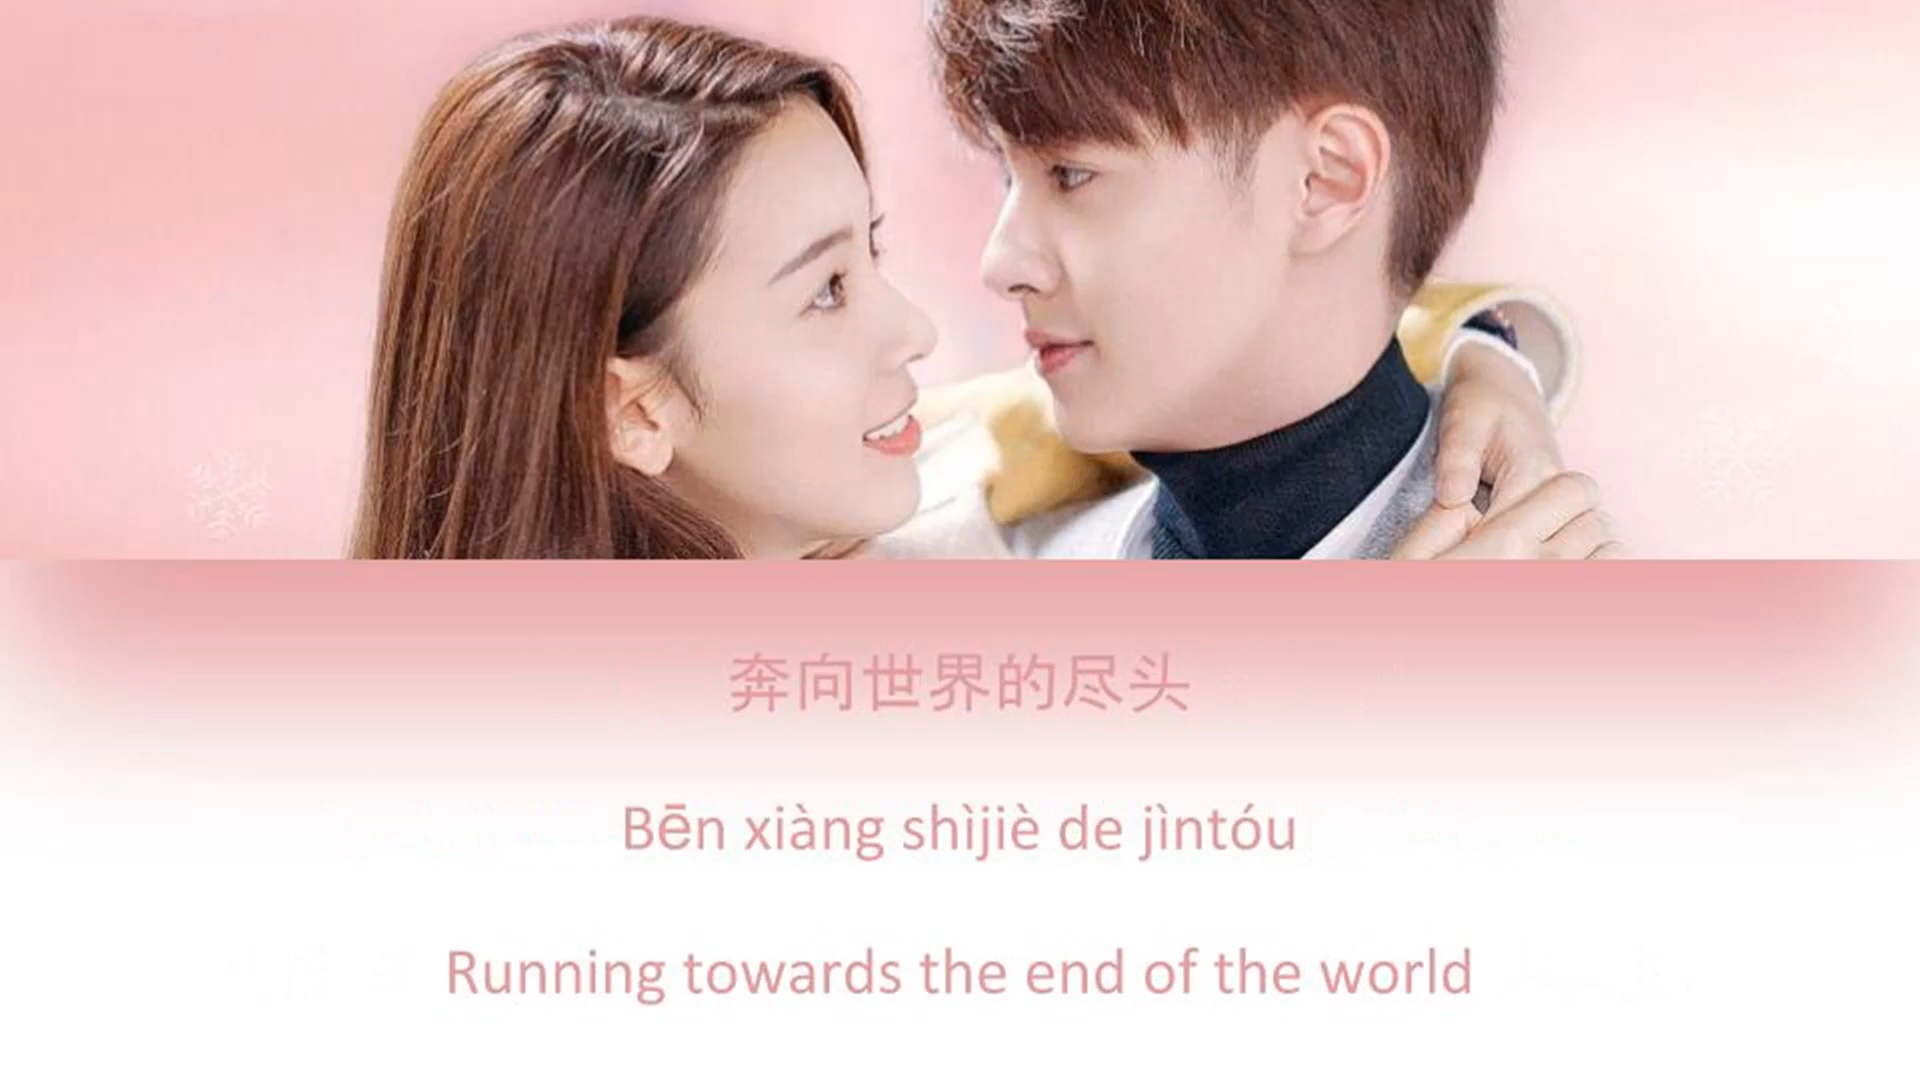 奔向世界的尽头
Bēn xiàng shìjiè de jìntóu
Running towards the end of the world